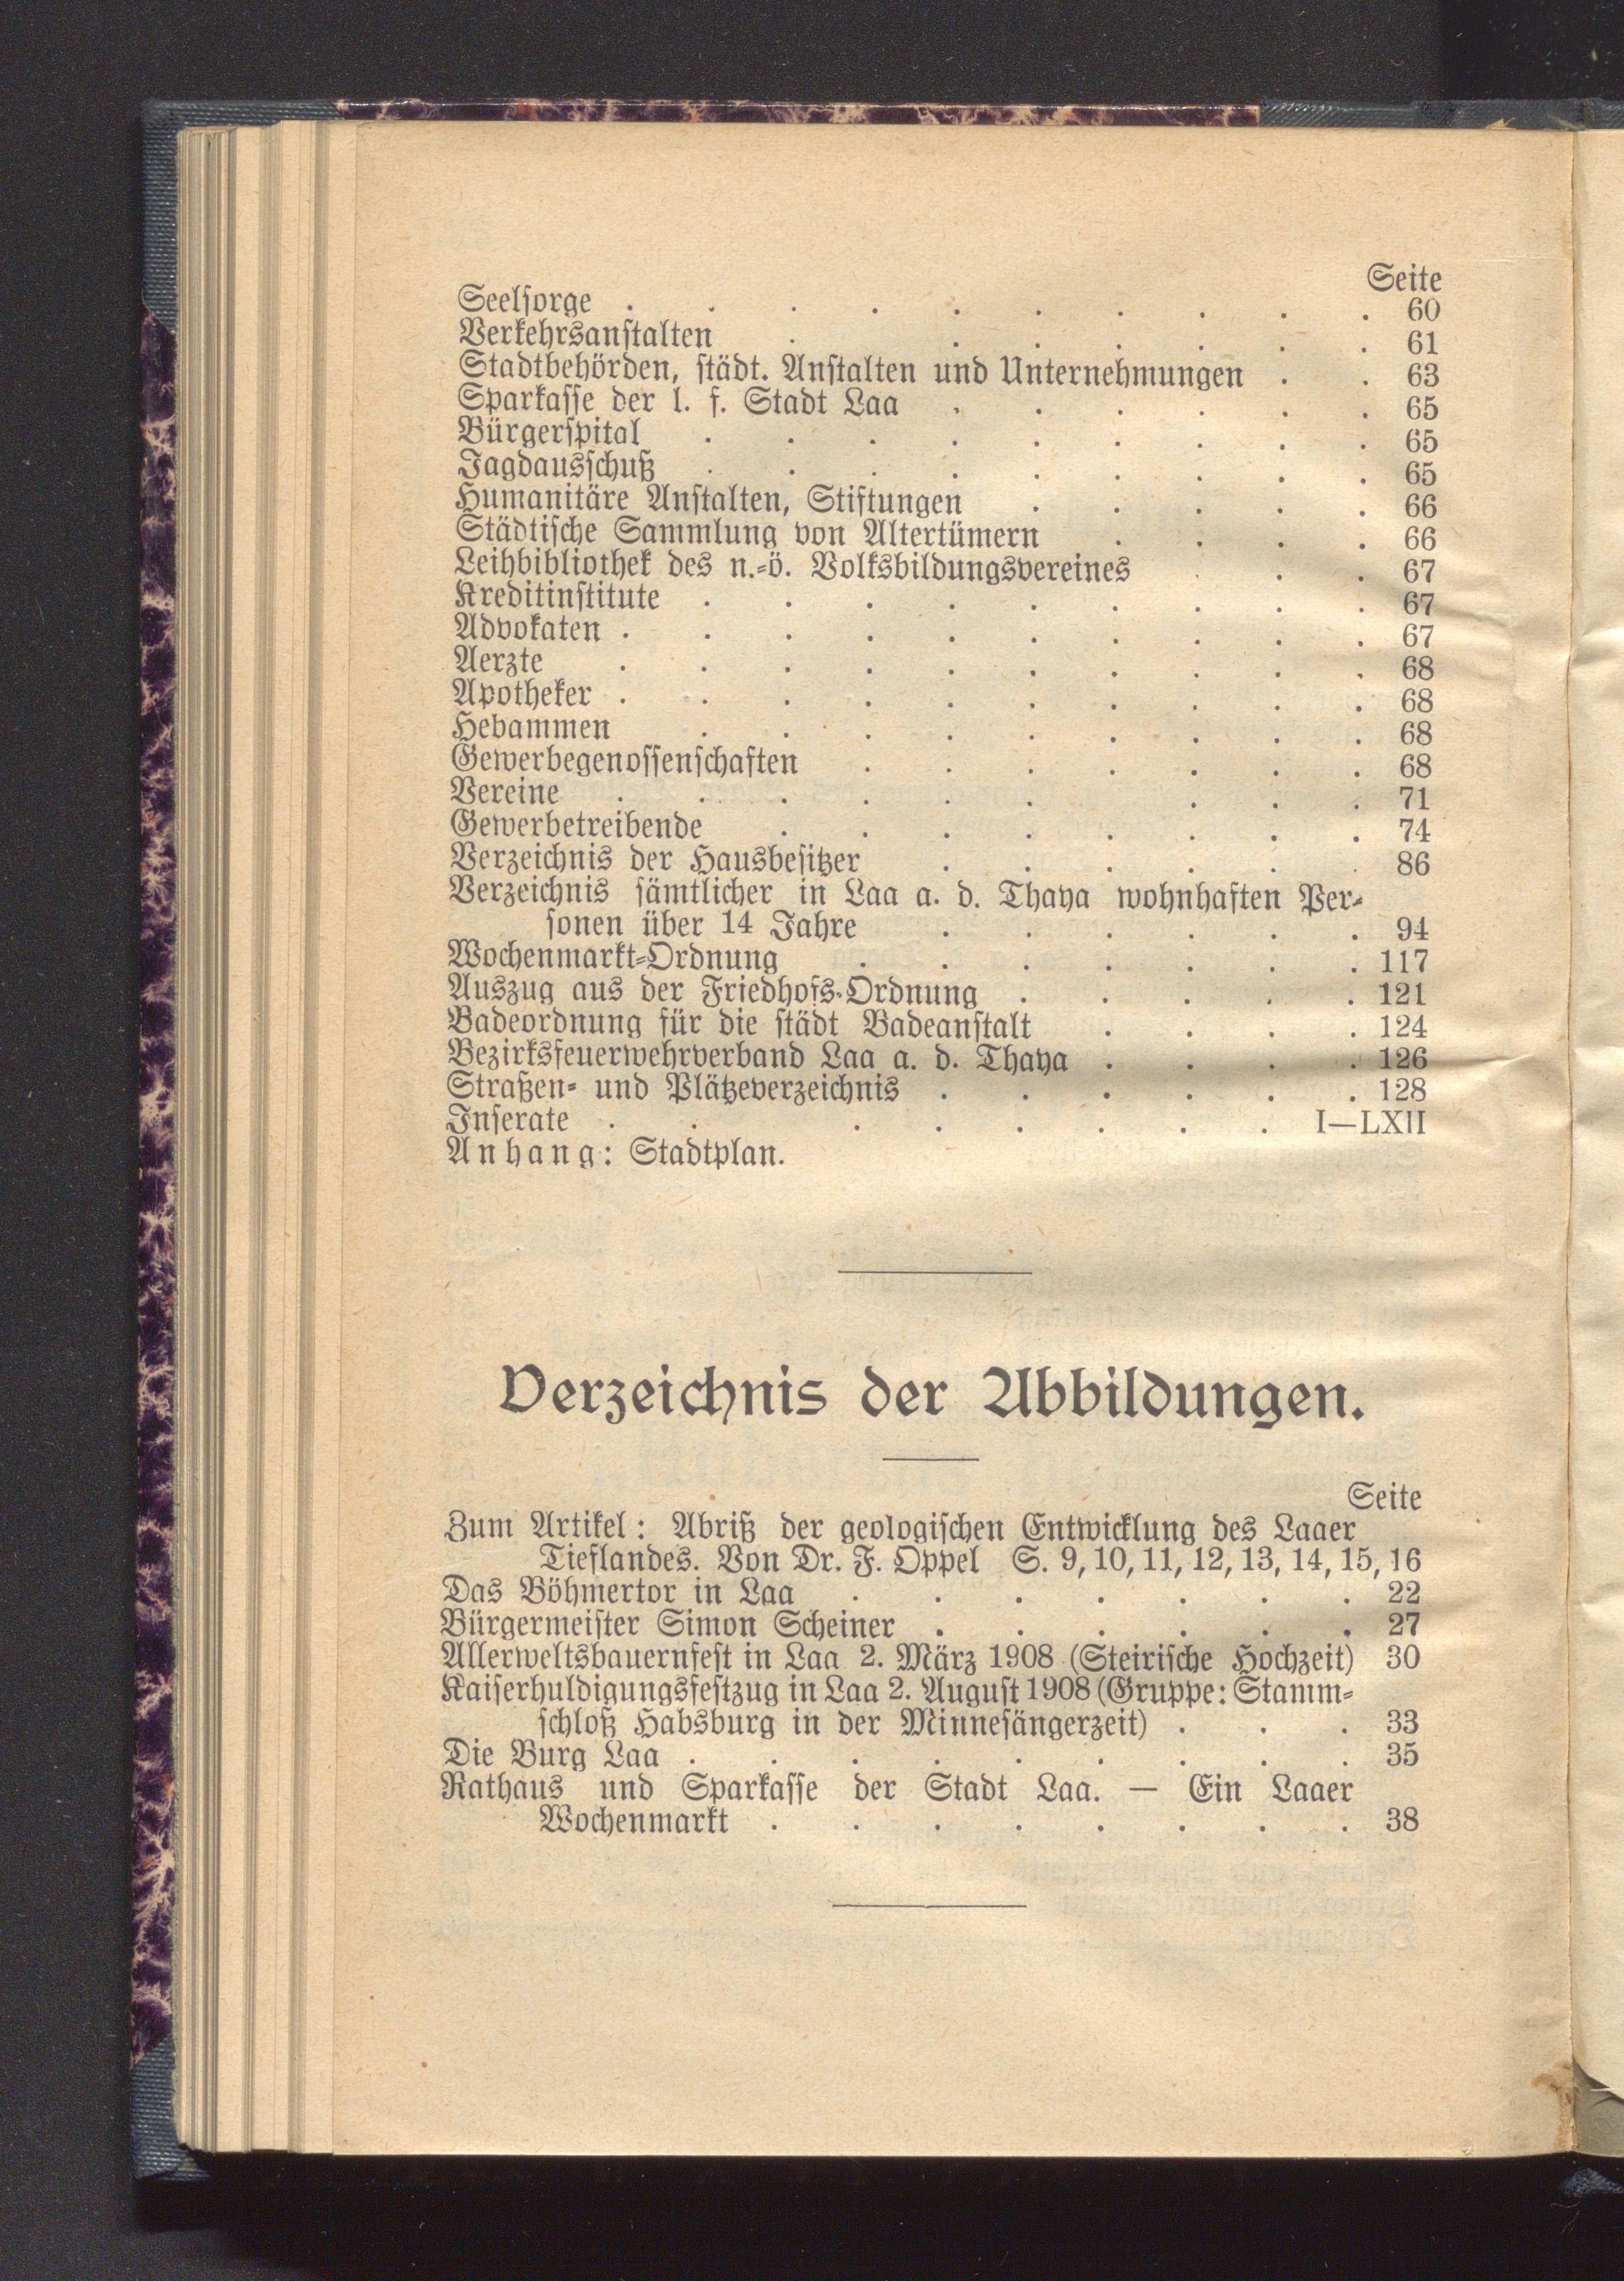 Seite
Seelsorge . . . . . . . . . . 60
Verkehrsanstalten . . . . . . . 61
Stadtbehörden, städt. Anstalten und Unternehmungen . . 63
Sparkasse der l. f. Stadt Laa . . . . . . 65
Bürgerspital . . . . . . . . . 65
Jagdausschuß . . . . . . . . . 65
Humanitäre Anstalten, Stiftungen . . . . . 66
Städtische Sammlung von Altertümern . . . . 66
Leihbibliothek des n.-ö. Volksbildungsvereines . . . 67
Kreditinstitute . . . . . . . . . 67
Advokaten . . . . . . . . . . 67
Aerzte . . . . . . . . . . 68
Apotheker . . . . . . . . . . 68
Hebammen . . . . . . . . . 68
Gewerbegenossenschaften . . . . . . . 68
Vereine . . . . . . . . . 71
Gewerbetreibende . . . . . . . . 74
Verzeichnis der Hausbesitzer . . . . . . 86
Verzeichnis sämtlicher in Laa a. d. Thaya wohnhaften Per-
sonen über 14 Jahre . . . . . . 94
Wochenmarkt-Ordnung . . . . . . . 117
Auszug aus der Friedhofs-Ordnung . . . . . 121
Badeordnung für die städt Badeanstalt . . . . 124
Bezirksfeuerwehrverband Laa a. d. Thaya . . . . 126
Straßen- und Plätzeverzeichnis . . . . . . 128
Inserate . . . . . . . . I—LXII
Anhang: Stadtplan.
Verzeichnis der Abbildungen.
Seite
Zum Artikel: Abriß der geologischen Entwicklung des Laaer
Tieflandes. Von Dr. F. Oppel S. 9, 10, 11, 12, 13, 14, 15, 16
Das Böhmertor in Laa . . . . . . . 22
Bürgermeister Simon Scheiner . . . . . . 27
Allerweltsbauernfest in Laa 2. März 1908 (Steirische Hochzeit) 30
Kaiserhuldigungsfestzug in Laa 2. August 1908 (Gruppe: Stamm-
schloß Habsburg in der Minnesängerzeit) . . . 33
Die Burg Laa . . . . . . . . . 35
Rathaus und Sparkasse der Stadt Laa. — Ein Laaer
Wochenmarkt . . . . . . . . 38